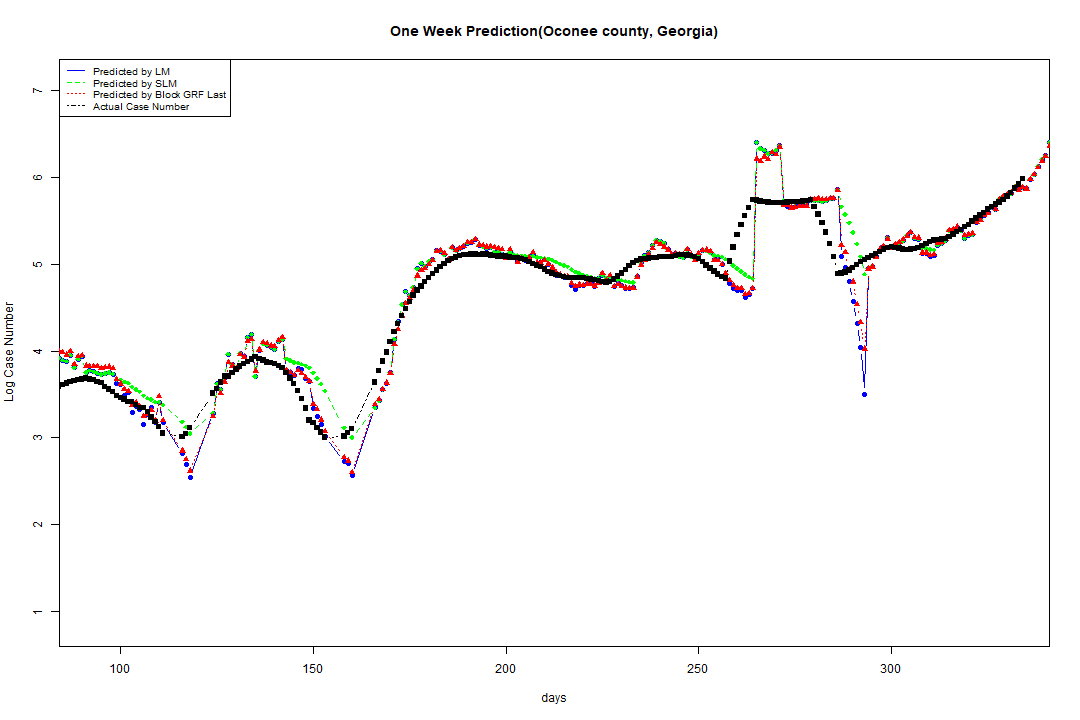 One Week Prediction(Oconee county, Georgia)
Predicted by LM
Predicted by SLM
Predicted by Block GRF Last
Actual Case Number
7
6
5
4
3
2
1
Log Case Number
100 150 200 250 300
days